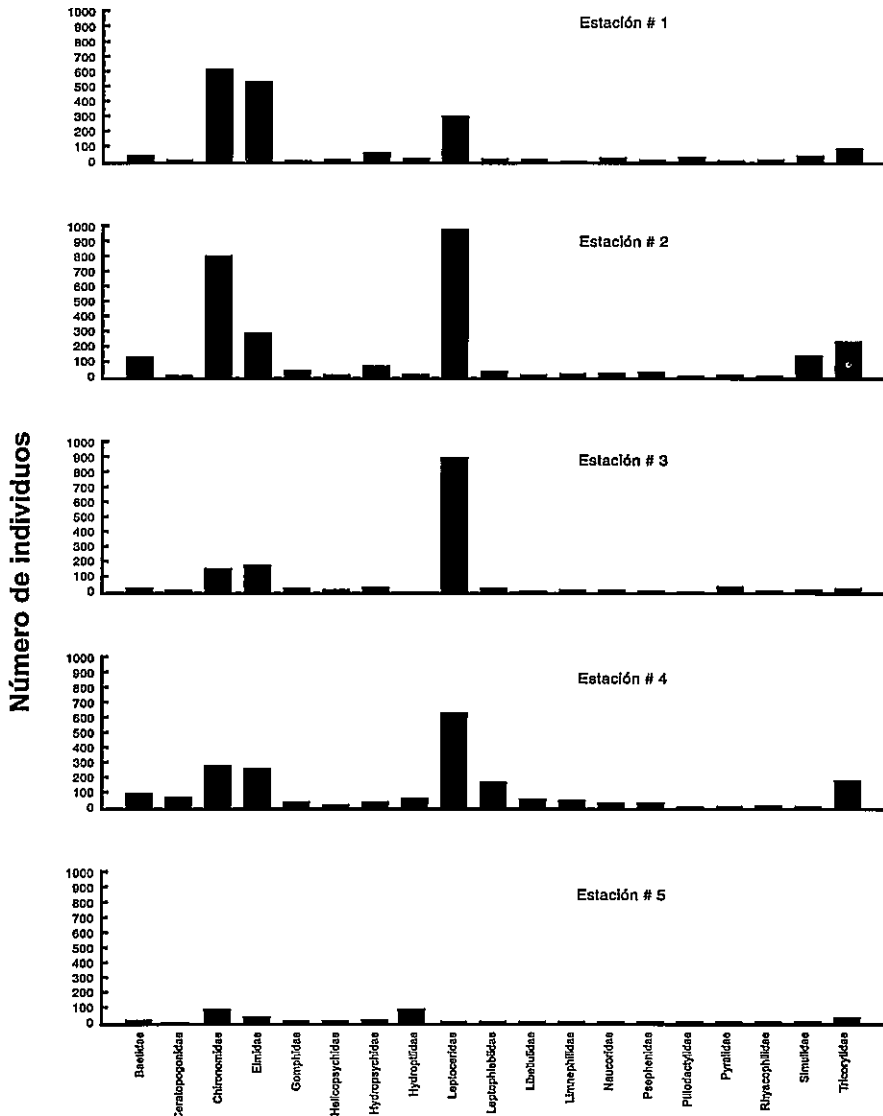 Número de individuos
Estación # 1
1000
900
800
700
600
500
400
300
200
100
0
Estación # 2
1000
900
800
700
600
500
400
300
200
100
0
Estación # 3
1000
900
800
700
600
500
400
300
200
100
0
Estación # 4
1000
900
800
700
600
500
400
300
200
100
0
Estación # 5
1000
900
800
700
600
500
400
300
200
100
0
Baetidae
Ceratopogonidae
Chironomidae
Elmidae
Gomphidae
Helicopsychidae
Hydropsychidae
Hydroptilidae
Leptoceridae
Leptophlebiidae
Libellulidae
Limnephilidae
Naucoridae
Psephenidae
Ptilodactylidae
Pyralidae
Rhyacophilidae
Simuliidae
Tricorytidae